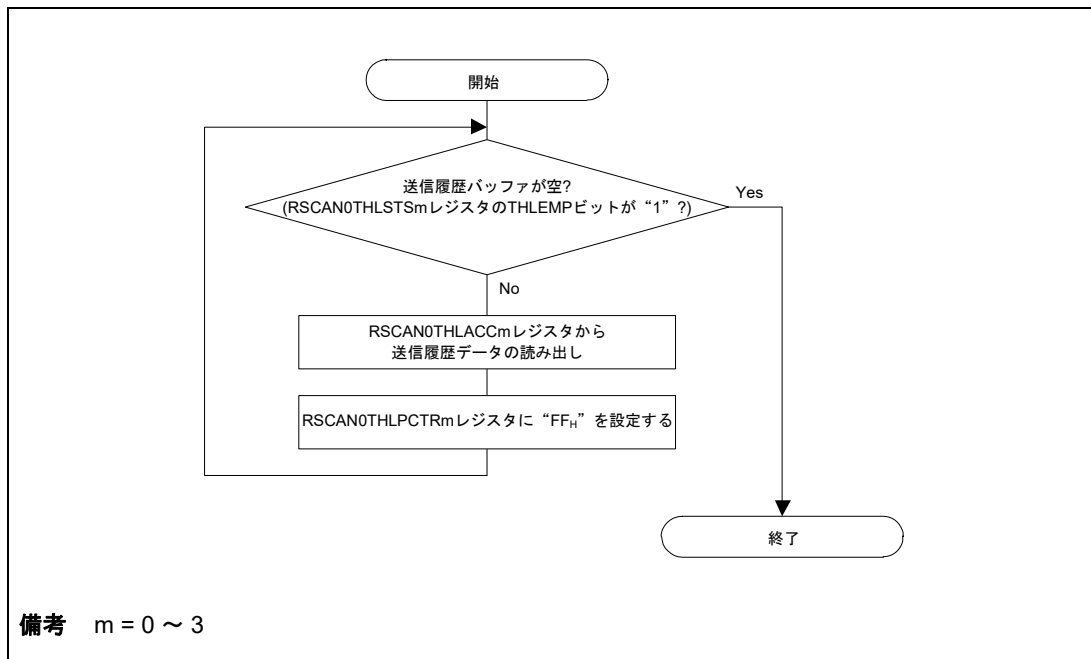 開始
送信履歴バッファが空?
(RSCAN0THLSTSmレジスタのTHLEMPビットが“1”?)
Yes
No
RSCAN0THLACCmレジスタから
送信履歴データの読み出し
RSCAN0THLPCTRmレジスタに“FFH”を設定する
終了
備考 m = 0 ～ 3